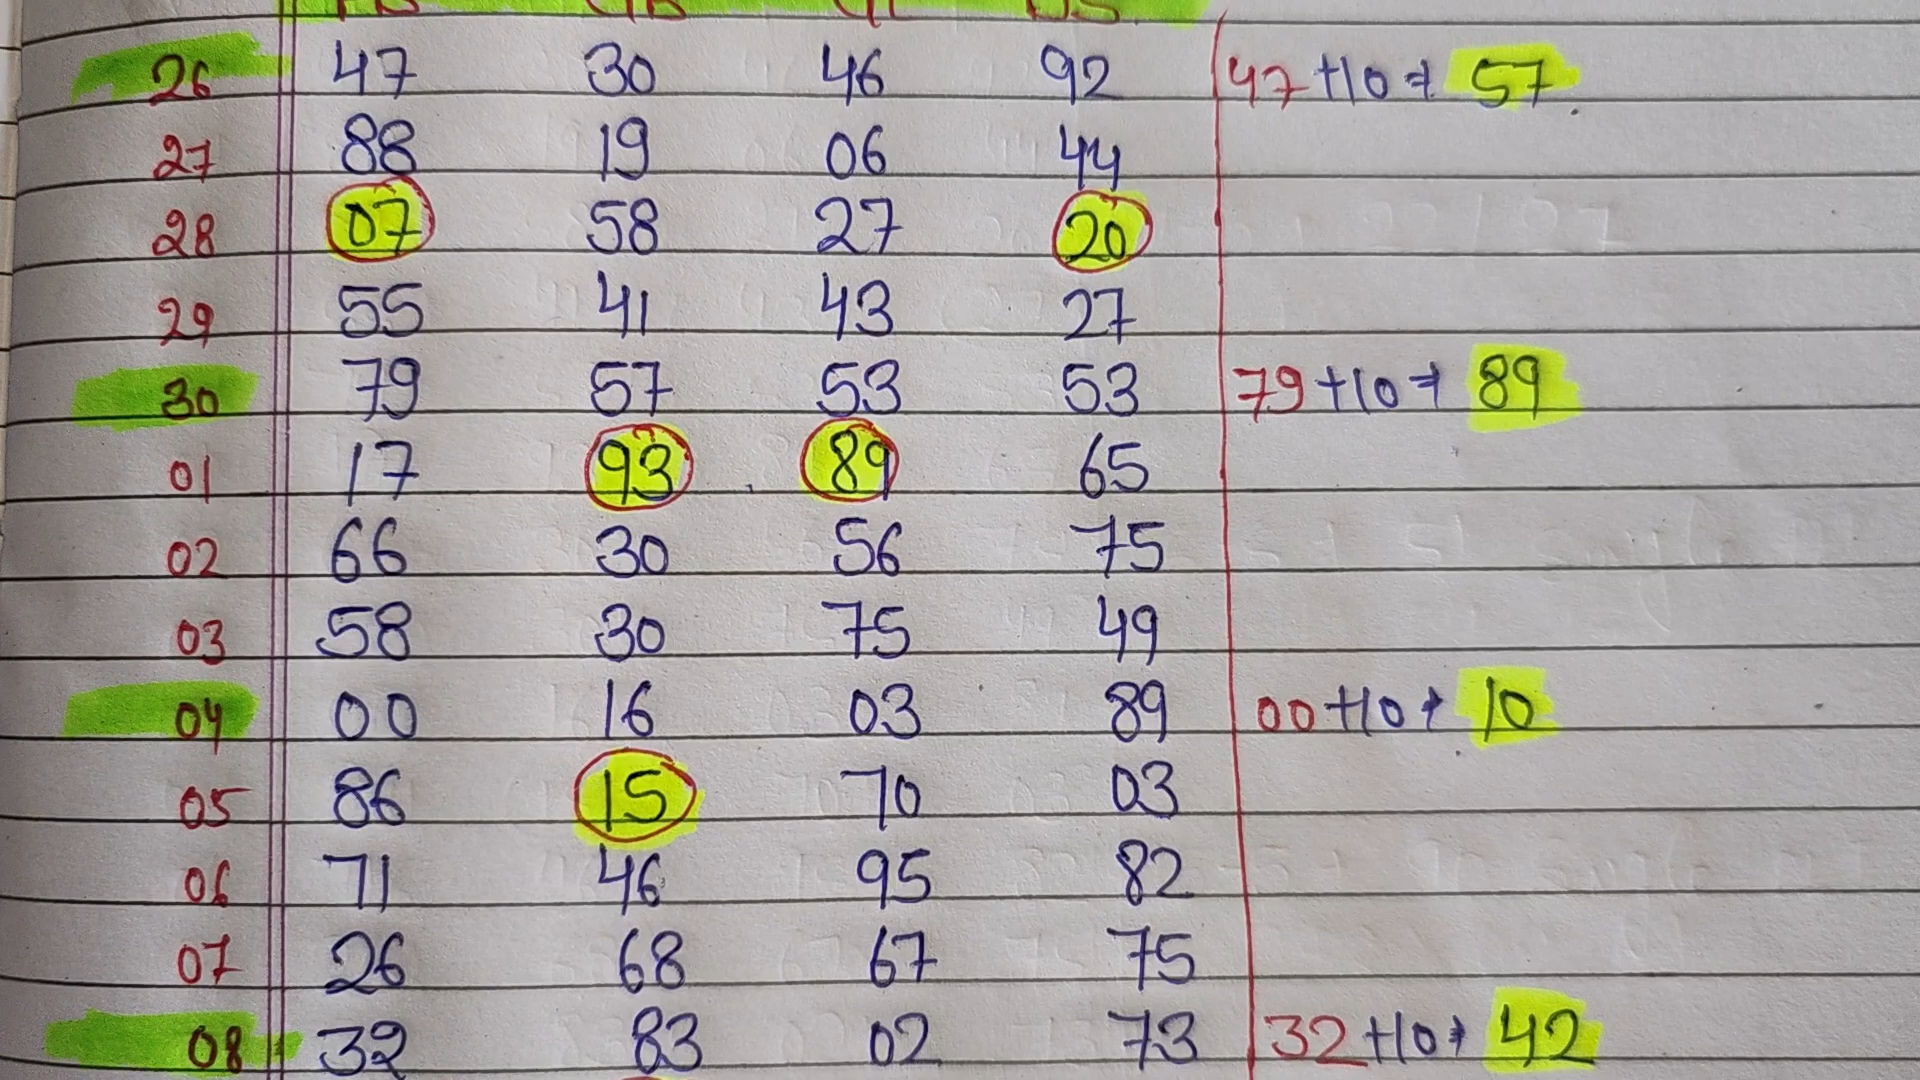 26 47 30 46 92 47+10→ 57
27 88 19 06 44
28 07 58 27 20
29 55 41 43 27
30 79 57 53 53 79+10→ 89
01 17 93 89 65
02 66 30 56 75
03 58 30 75 49
04 00 16 03 89 00+10→ 10
05 86 15 70 03
06 71 46 95 82
07 26 68 67 75
08 32 83 02 73 32+10→ 42